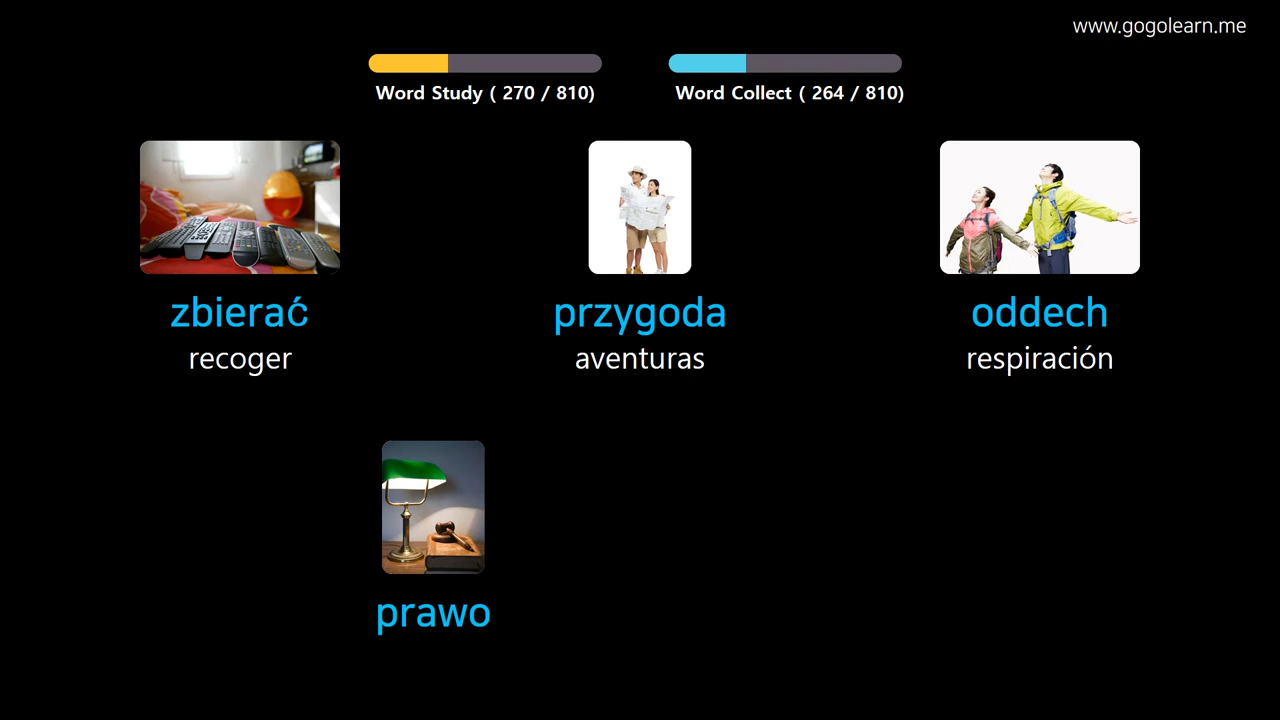 www.gogolearn.me
Word Study ( 270 / 810)
Word Collect ( 264 / 810)
zbierać
recoger
przygoda
aventuras
oddech
respiración
prawo